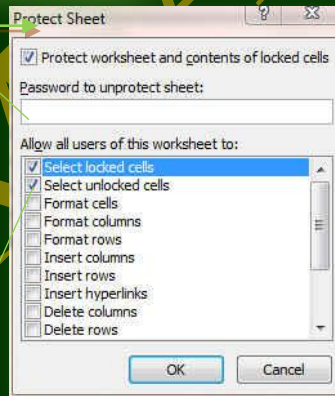 Protect Sheet
Protect worksheet and contents of locked cells
Password to unprotect sheet:
Allow all users of this worksheet to:
Select locked cells
Select unlocked cells
Format cells
Format columns
Format rows
Insert columns
Insert rows
Insert hyperlinks
Delete columns
Delete rows
OK Cancel